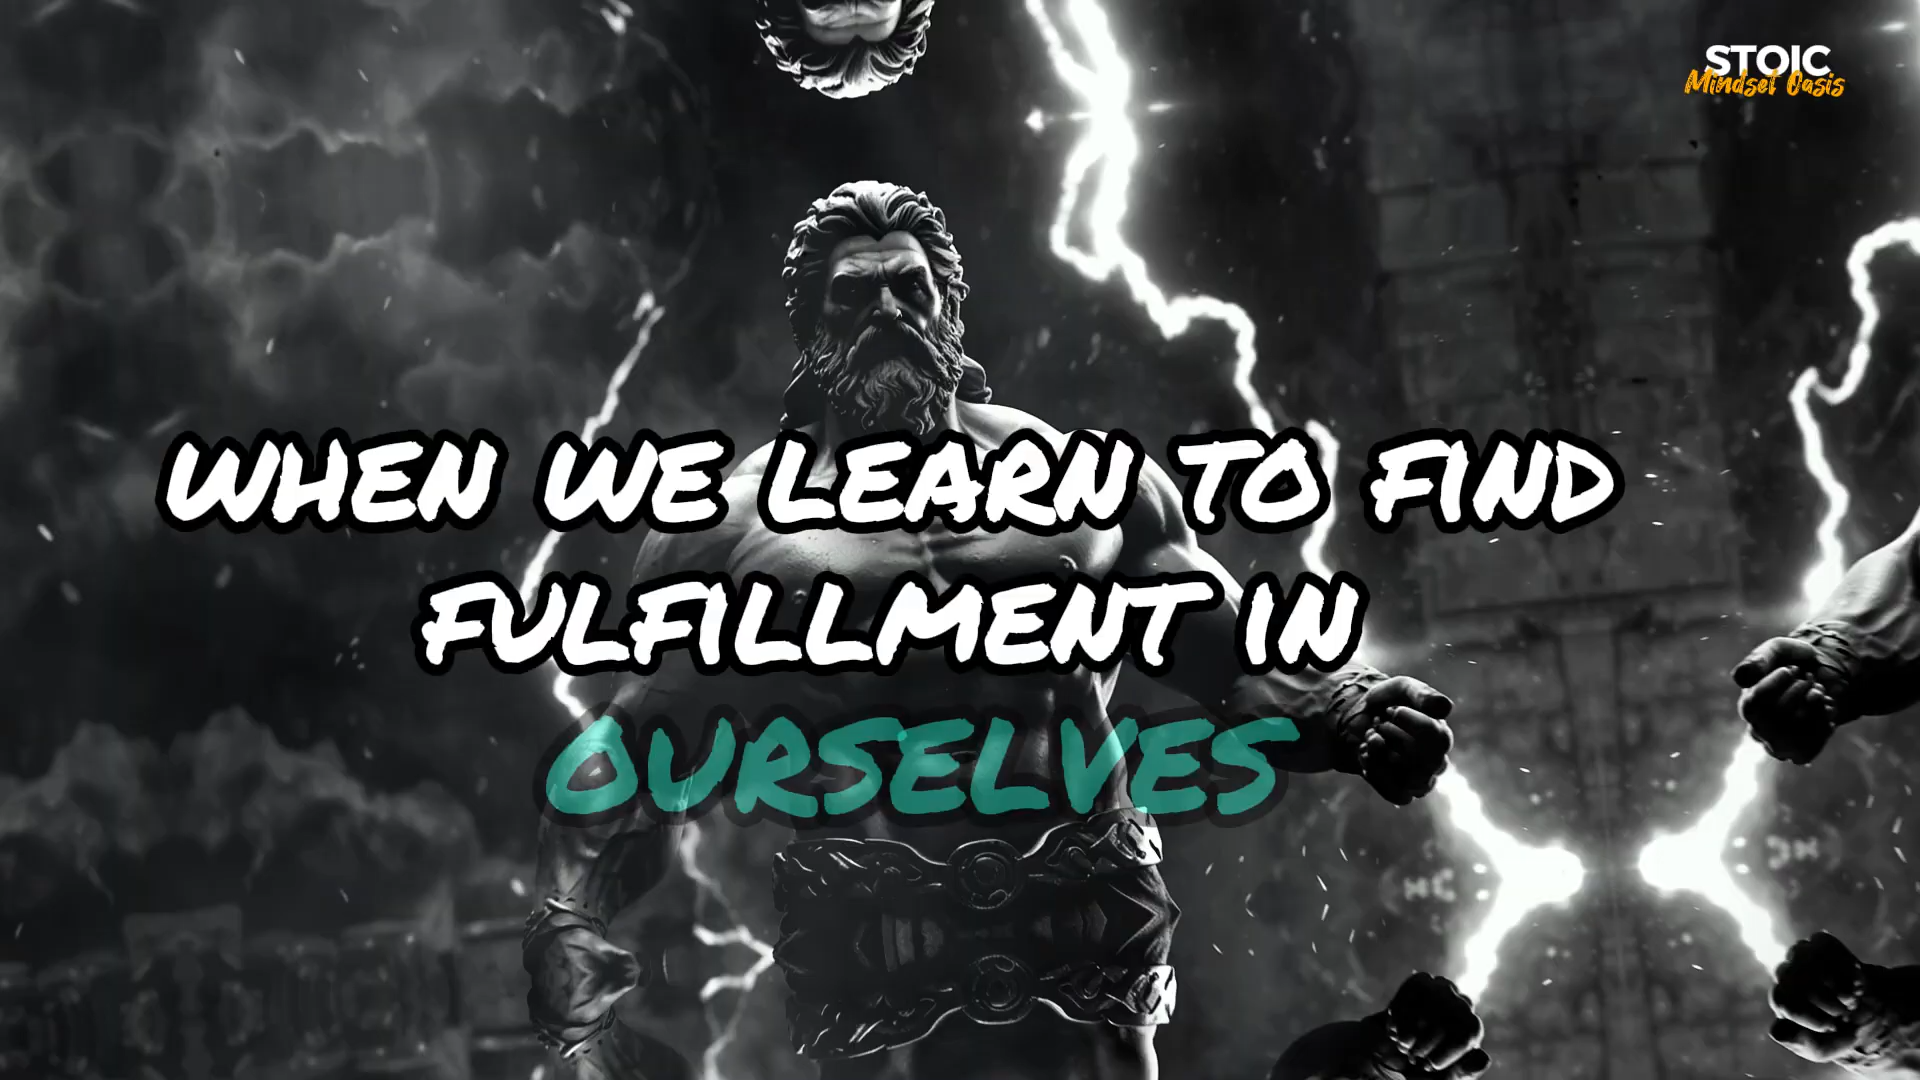 STOIC
Mindset Oasis
WHEN WE LEARN TO FIND
FULFILLMENT IN
OURSELVES